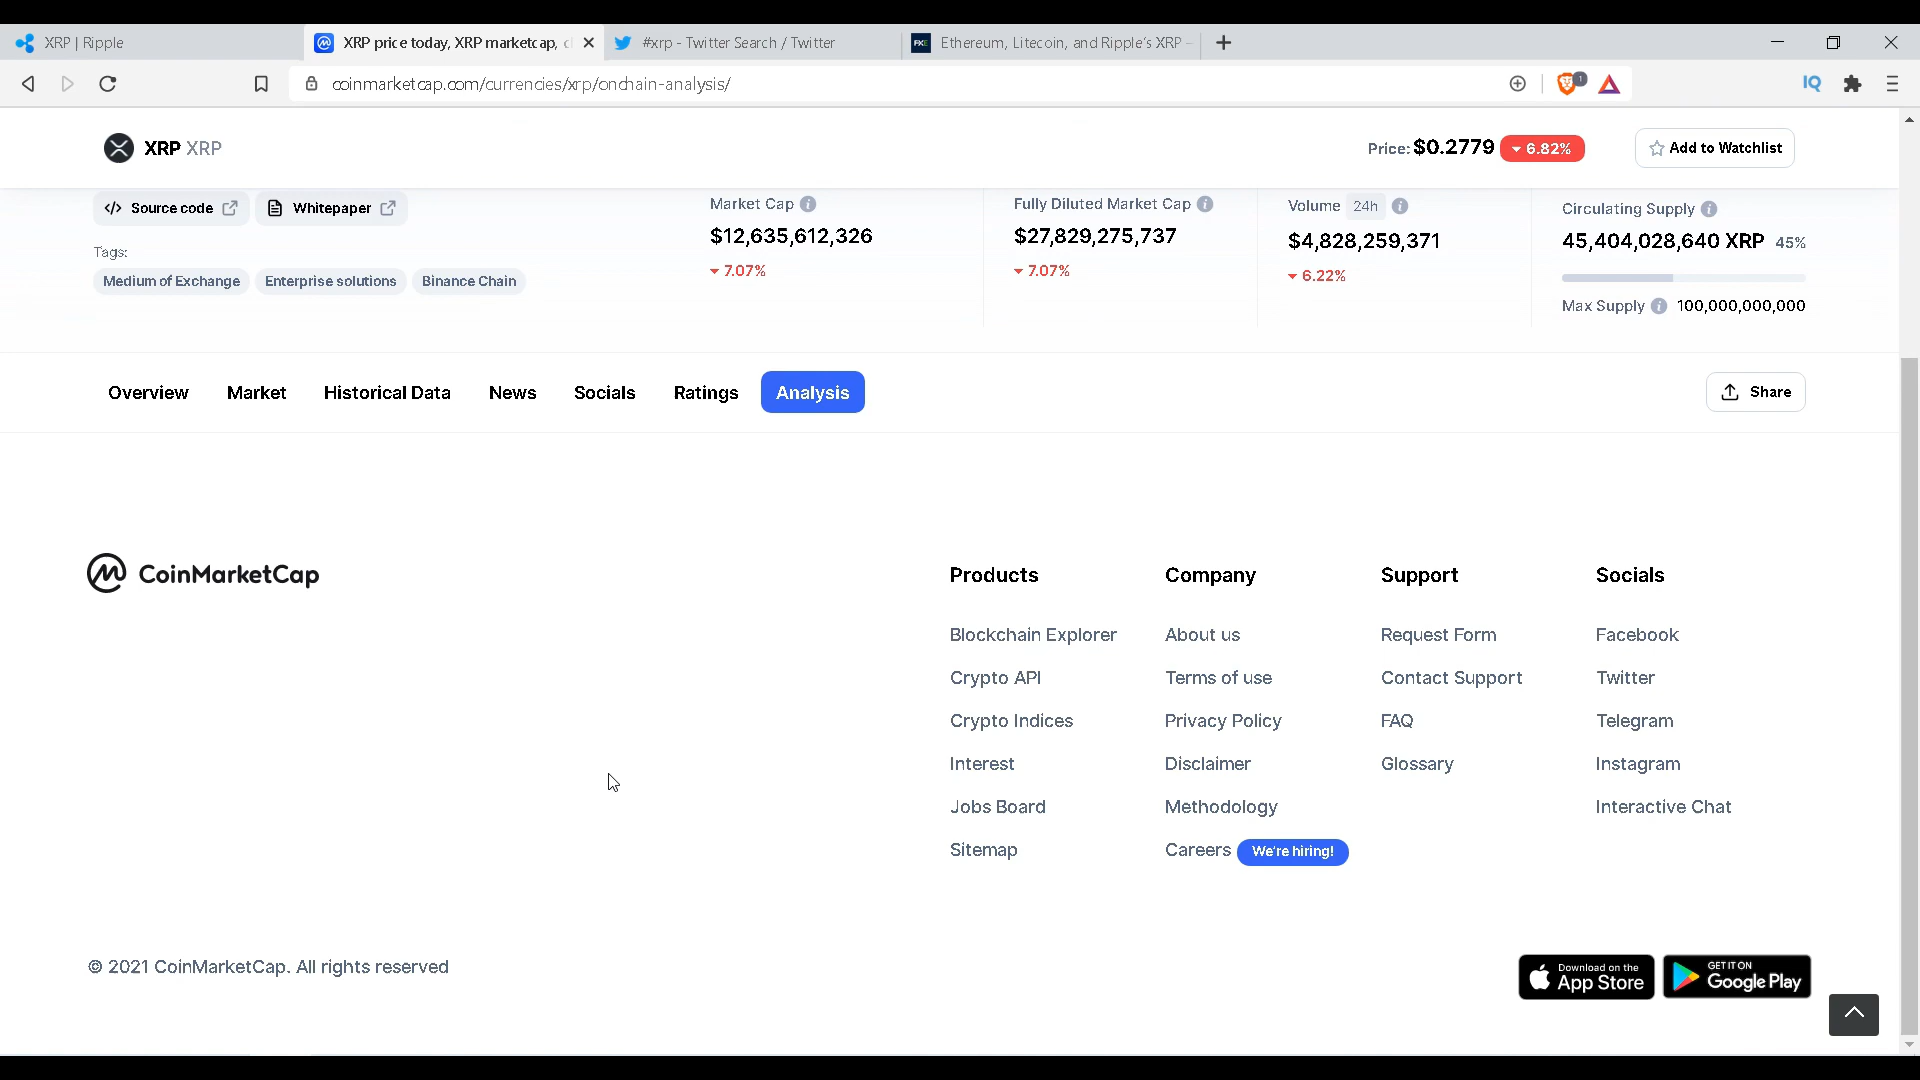 XRP | Ripple
XRP price today, XRP marketcap, c
#xrp - Twitter Search / Twitter
FXE
Ethereum, Litecoin, and Ripple's XRP -
coinmarketcap.com/currencies/xrp/onchain-analysis/
1
IQ
XRP XRP
Price: $0.2779 6.82%
Add to Watchlist
Source code
Whitepaper
Tags:
Medium of Exchange
Enterprise solutions
Binance Chain
Market Cap
$12,635,612,326
7.07%
Fully Diluted Market Cap
$27,829,275,737
7.07%
Volume 24h
$4,828,259,371
6.22%
Circulating Supply
45,404,028,640 XRP 45%
Max Supply 100,000,000,000
Overview Market Historical Data News Socials Ratings Analysis
Share
CoinMarketCap
Products
Blockchain Explorer
Crypto API
Crypto Indices
Interest
Jobs Board
Sitemap
Company
About us
Terms of use
Privacy Policy
Disclaimer
Methodology
Careers We're hiring!
Support
Request Form
Contact Support
FAQ
Glossary
Socials
Facebook
Twitter
Telegram
Instagram
Interactive Chat
© 2021 CoinMarketCap. All rights reserved
Download on the
App Store
GET IT ON
Google Play